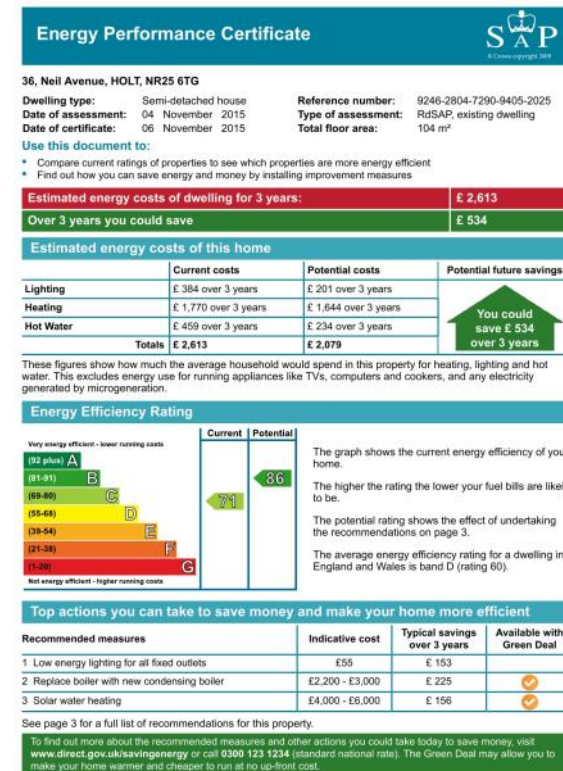 Energy Performance Certificate
SAP
© Crown copyright 2009
36, Neil Avenue, HOLT, NR25 6TG
Dwelling type: Semi-detached house
Date of assessment: 04 November 2015
Date of certificate: 06 November 2015
Reference number: 9246-2804-7290-9405-2025
Type of assessment: RdSAP, existing dwelling
Total floor area: 104 m²
Use this document to:
• Compare current ratings of properties to see which properties are more energy efficient
• Find out how you can save energy and money by installing improvement measures
Estimated energy costs of dwelling for 3 years: £ 2,613
Over 3 years you could save £ 534
Estimated energy costs of this home
Current costs Potential costs Potential future savings
Lighting £ 384 over 3 years £ 201 over 3 years
Heating £ 1,770 over 3 years £ 1,644 over 3 years
Hot Water £ 459 over 3 years £ 234 over 3 years
Totals £ 2,613 £ 2,079
You could
save £ 534
over 3 years
These figures show how much the average household would spend in this property for heating, lighting and hot
water. This excludes energy use for running appliances like TVs, computers and cookers, and any electricity
generated by microgeneration.
Energy Efficiency Rating
Current Potential
Very energy efficient - lower running costs
(92 plus) A
(81-91) B
(69-80) C
(55-68) D
(39-54) E
(21-38) F
(1-20) G
Not energy efficient - higher running costs
71
86
The graph shows the current energy efficiency of you
home.
The higher the rating the lower your fuel bills are likel
to be.
The potential rating shows the effect of undertaking
the recommendations on page 3.
The average energy efficiency rating for a dwelling in
England and Wales is band D (rating 60).
Top actions you can take to save money and make your home more efficient
Recommended measures Indicative cost Typical savings over 3 years Available with Green Deal
1 Low energy lighting for all fixed outlets £55 £ 153
2 Replace boiler with new condensing boiler £2,200 - £3,000 £ 225
3 Solar water heating £4,000 - £6,000 £ 156
See page 3 for a full list of recommendations for this property.
To find out more about the recommended measures and other actions you could take today to save money, visit
www.direct.gov.uk/savingenergy or call 0300 123 1234 (standard national rate). The Green Deal may allow you to
make your home warmer and cheaper to run at no up-front cost.